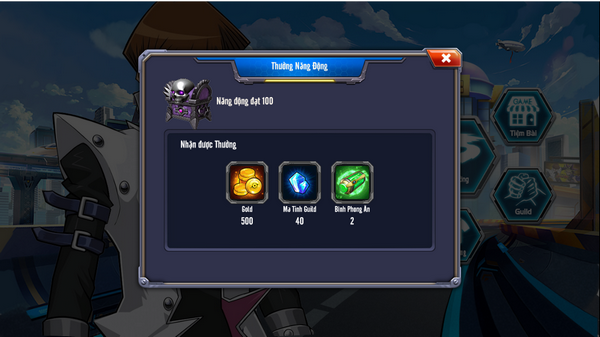 Thưởng Năng Động
Năng động đạt 100
Nhận được Thưởng
Gold
500
Ma Tinh Guild
40
Bình Phong Ấn
2
GAME
Tiệm Bài
Guild